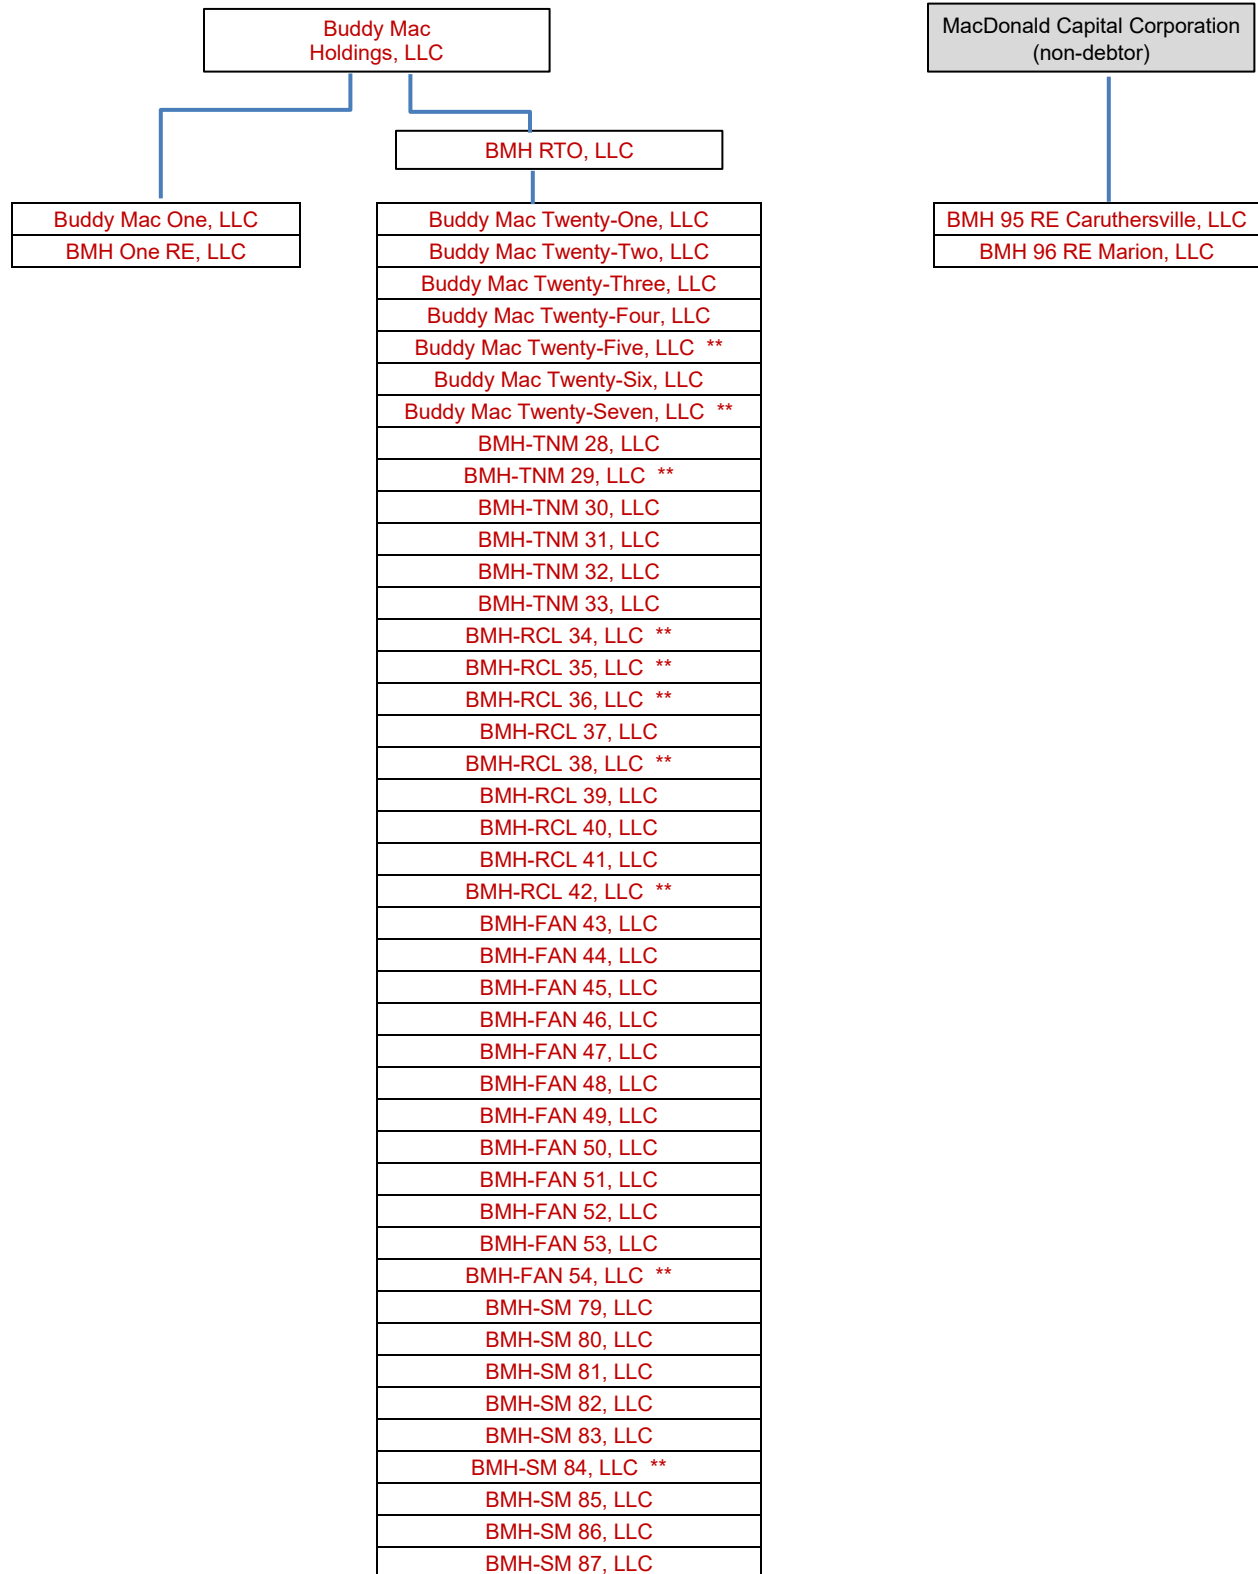 Buddy Mac
Holdings, LLC
MacDonald Capital Corporation
(non-debtor)
BMH RTO, LLC
Buddy Mac One, LLC
BMH One RE, LLC
Buddy Mac Twenty-One, LLC
Buddy Mac Twenty-Two, LLC
Buddy Mac Twenty-Three, LLC
Buddy Mac Twenty-Four, LLC
Buddy Mac Twenty-Five, LLC **
Buddy Mac Twenty-Six, LLC
Buddy Mac Twenty-Seven, LLC **
BMH-TNM 28, LLC
BMH-TNM 29, LLC **
BMH-TNM 30, LLC
BMH-TNM 31, LLC
BMH-TNM 32, LLC
BMH-TNM 33, LLC
BMH-RCL 34, LLC **
BMH-RCL 35, LLC **
BMH-RCL 36, LLC **
BMH-RCL 37, LLC
BMH-RCL 38, LLC **
BMH-RCL 39, LLC
BMH-RCL 40, LLC
BMH-RCL 41, LLC
BMH-RCL 42, LLC **
BMH-FAN 43, LLC
BMH-FAN 44, LLC
BMH-FAN 45, LLC
BMH-FAN 46, LLC
BMH-FAN 47, LLC
BMH-FAN 48, LLC
BMH-FAN 49, LLC
BMH-FAN 50, LLC
BMH-FAN 51, LLC
BMH-FAN 52, LLC
BMH-FAN 53, LLC
BMH-FAN 54, LLC **
BMH-SM 79, LLC
BMH-SM 80, LLC
BMH-SM 81, LLC
BMH-SM 82, LLC
BMH-SM 83, LLC
BMH-SM 84, LLC **
BMH-SM 85, LLC
BMH-SM 86, LLC
BMH-SM 87, LLC
BMH 95 RE Caruthersville, LLC
BMH 96 RE Marion, LLC